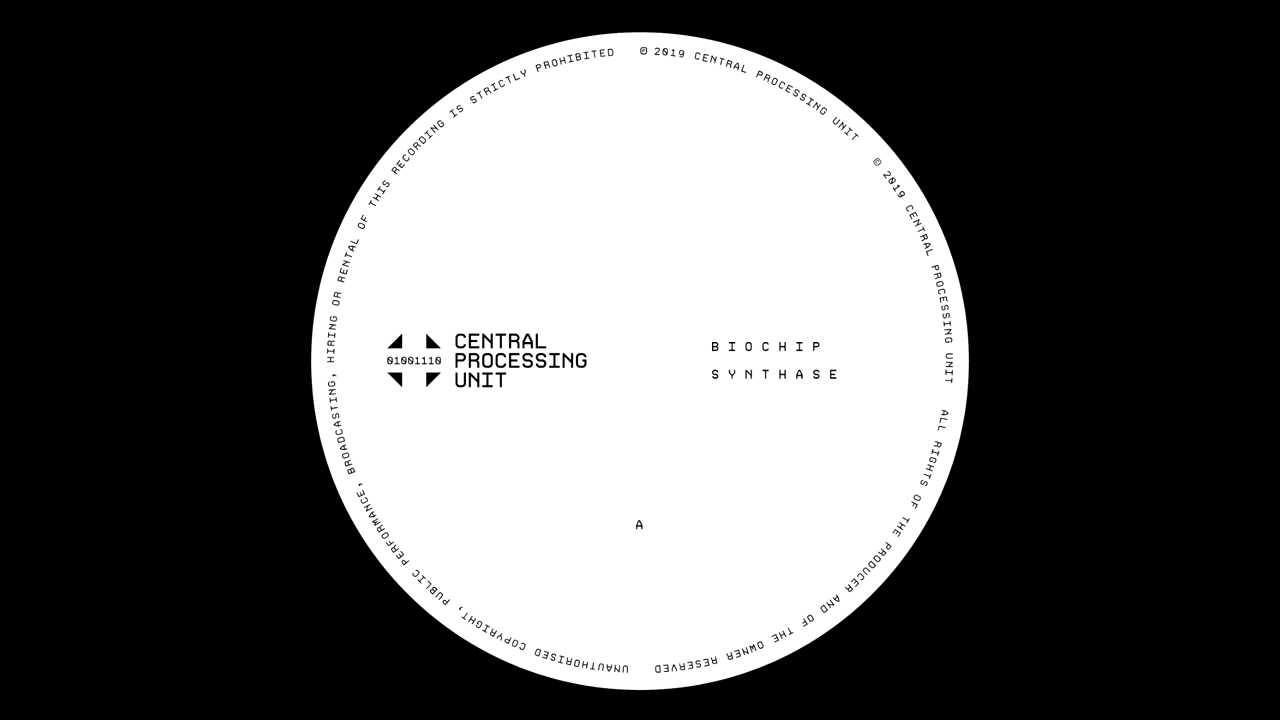 ℗ 2019 CENTRAL PROCESSING UNIT
© 2019 CENTRAL PROCESSING UNIT
ALL RIGHTS OF THE PRODUCER AND OF THE OWNER RESERVED
UNAUTHORISED COPYRIGHT, PUBLIC PERFORMANCE, BROADCASTING, HIRING OR RENTAL OF THIS RECORDING IS STRICTLY PROHIBITED
01001110
CENTRAL
PROCESSING
UNIT
BIOCHIP
SYNTHASE
A